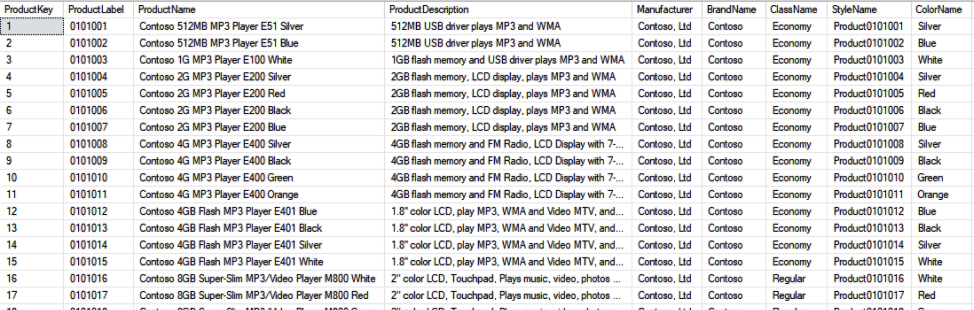 ProductKey ProductLabel ProductName ProductDescription Manufacturer BrandName ClassName StyleName ColorName
1 0101001 Contoso 512MB MP3 Player E51 Silver 512MB USB driver plays MP3 and WMA Contoso, Ltd Contoso Economy Product0101001 Silver
2 0101002 Contoso 512MB MP3 Player E51 Blue 512MB USB driver plays MP3 and WMA Contoso, Ltd Contoso Economy Product0101002 Blue
3 0101003 Contoso 1G MP3 Player E100 White 1GB flash memory and USB driver plays MP3 and WMA Contoso, Ltd Contoso Economy Product0101003 White
4 0101004 Contoso 2G MP3 Player E200 Silver 2GB flash memory, LCD display, plays MP3 and WMA Contoso, Ltd Contoso Economy Product0101004 Silver
5 0101005 Contoso 2G MP3 Player E200 Red 2GB flash memory, LCD display, plays MP3 and WMA Contoso, Ltd Contoso Economy Product0101005 Red
6 0101006 Contoso 2G MP3 Player E200 Black 2GB flash memory, LCD display, plays MP3 and WMA Contoso, Ltd Contoso Economy Product0101006 Black
7 0101007 Contoso 2G MP3 Player E200 Blue 2GB flash memory, LCD display, plays MP3 and WMA Contoso, Ltd Contoso Economy Product0101007 Blue
8 0101008 Contoso 4G MP3 Player E400 Silver 4GB flash memory and FM Radio, LCD Display with 7-... Contoso, Ltd Contoso Economy Product0101008 Silver
9 0101009 Contoso 4G MP3 Player E400 Black 4GB flash memory and FM Radio, LCD Display with 7-... Contoso, Ltd Contoso Economy Product0101009 Black
10 0101010 Contoso 4G MP3 Player E400 Green 4GB flash memory and FM Radio, LCD Display with 7-... Contoso, Ltd Contoso Economy Product0101010 Green
11 0101011 Contoso 4G MP3 Player E400 Orange 4GB flash memory and FM Radio, LCD Display with 7-... Contoso, Ltd Contoso Economy Product0101011 Orange
12 0101012 Contoso 4GB Flash MP3 Player E401 Blue 1.8" color LCD, play MP3, WMA and Video MTV, and... Contoso, Ltd Contoso Economy Product0101012 Blue
13 0101013 Contoso 4GB Flash MP3 Player E401 Black 1.8" color LCD, play MP3, WMA and Video MTV, and... Contoso, Ltd Contoso Economy Product0101013 Black
14 0101014 Contoso 4GB Flash MP3 Player E401 Silver 1.8" color LCD, play MP3, WMA and Video MTV, and... Contoso, Ltd Contoso Economy Product0101014 Silver
15 0101015 Contoso 4GB Flash MP3 Player E401 White 1.8" color LCD, play MP3, WMA and Video MTV, and... Contoso, Ltd Contoso Economy Product0101015 White
16 0101016 Contoso 8GB Super-Slim MP3/Video Player M800 White 2" color LCD, Touchpad, Plays music, video, photos ... Contoso, Ltd Contoso Regular Product0101016 White
17 0101017 Contoso 8GB Super-Slim MP3/Video Player M800 Red 2" color LCD, Touchpad, Plays music, video, photos ... Contoso, Ltd Contoso Regular Product0101017 Red